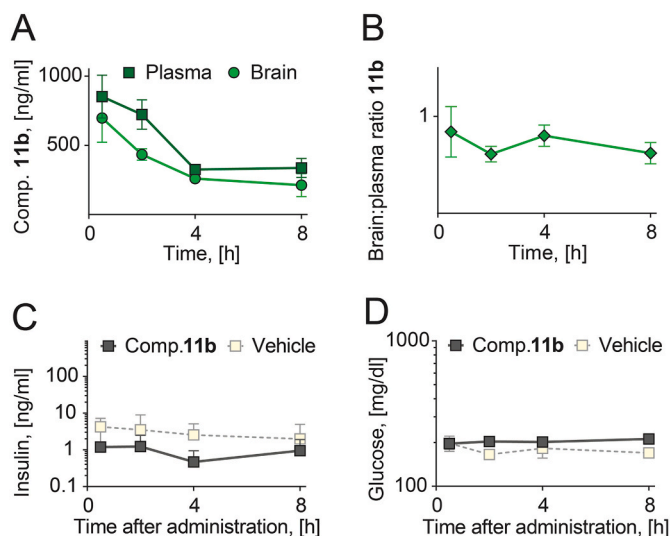 A
Comp. 11b, [ng/ml]
Plasma
Brain
1000
500
0
4
8
Time, [h]
B
Brain:plasma ratio 11b
1
0
4
8
Time, [h]
C
Insulin, [ng/ml]
Comp.11b
Vehicle
100
10
1
0.1
0
4
8
Time after administration, [h]
D
Glucose, [mg/dl]
1000
Comp.11b
Vehicle
100
0
4
8
Time after administration, [h]